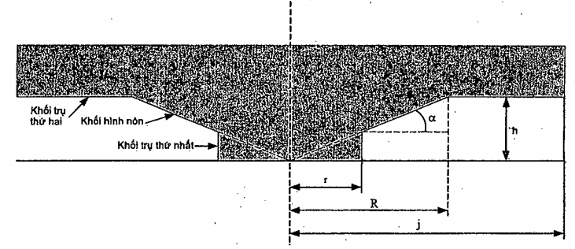 Khối trụ
thứ hai
Khối hình nón
Khối trụ thứ nhất
α
h
r
R
j